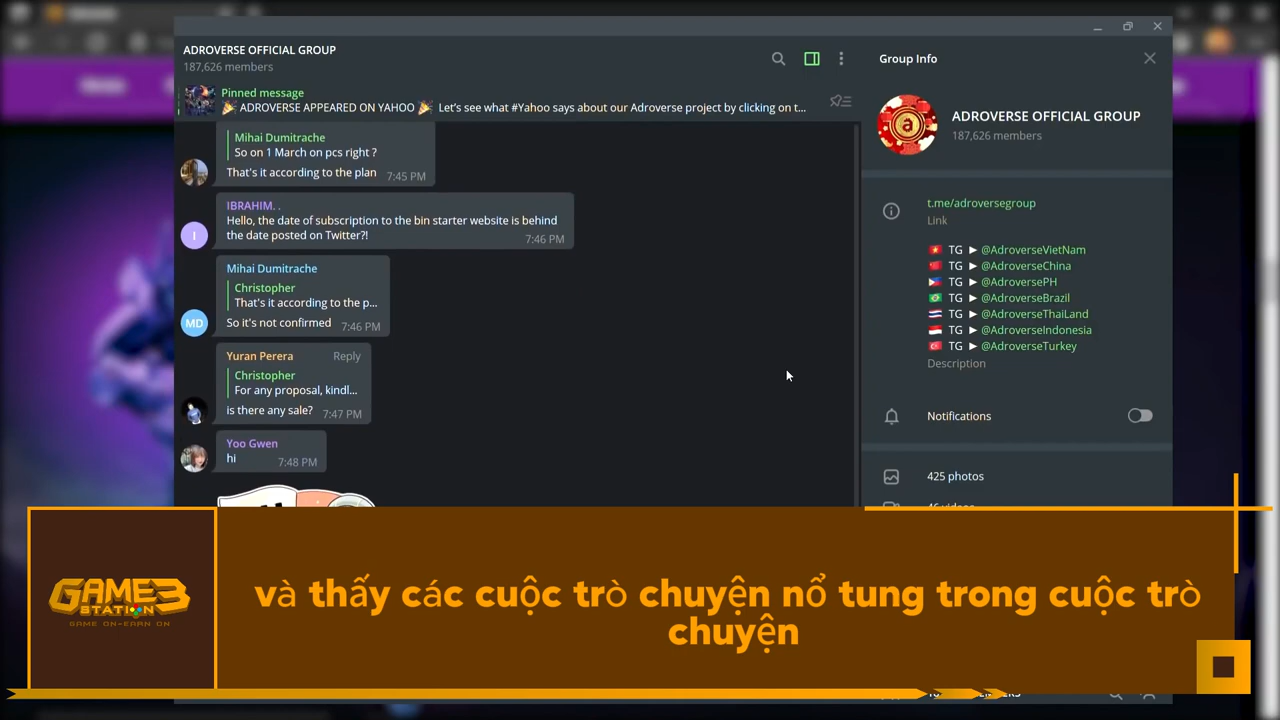 ADROVERSE OFFICIAL GROUP
187,626 members
Pinned message
🎉 ADROVERSE APPEARED ON YAHOO 🎉 Let's see what #Yahoo says about our Adroverse project by clicking on t...
Mihai Dumitrache
So on 1 March on pcs right ?
That's it according to the plan 7:45 PM
IBRAHIM. .
Hello, the date of subscription to the bin starter website is behind
the date posted on Twitter?! 7:46 PM
I
Mihai Dumitrache
Christopher
That's it according to the p...
So it's not confirmed 7:46 PM
MD
Yuran Perera Reply
Christopher
For any proposal, kindl...
is there any sale? 7:47 PM
Yoo Gwen
hi 7:48 PM
Group Info
ADROVERSE OFFICIAL GROUP
187,626 members
t.me/adroversegroup
Link
🇻🇳 TG ► @AdroverseVietNam
🇨🇳 TG ► @AdroverseChina
🇵🇭 TG ► @AdroversePH
🇧🇷 TG ► @AdroverseBrazil
🇹🇭 TG ► @AdroverseThaiLand
🇮🇩 TG ► @AdroverseIndonesia
🇹🇷 TG ► @AdroverseTurkey
Description
Notifications
425 photos
GAME3
STATION
GAME ON-EARN ON
và thấy các cuộc trò chuyện nổ tung trong cuộc trò
chuyện